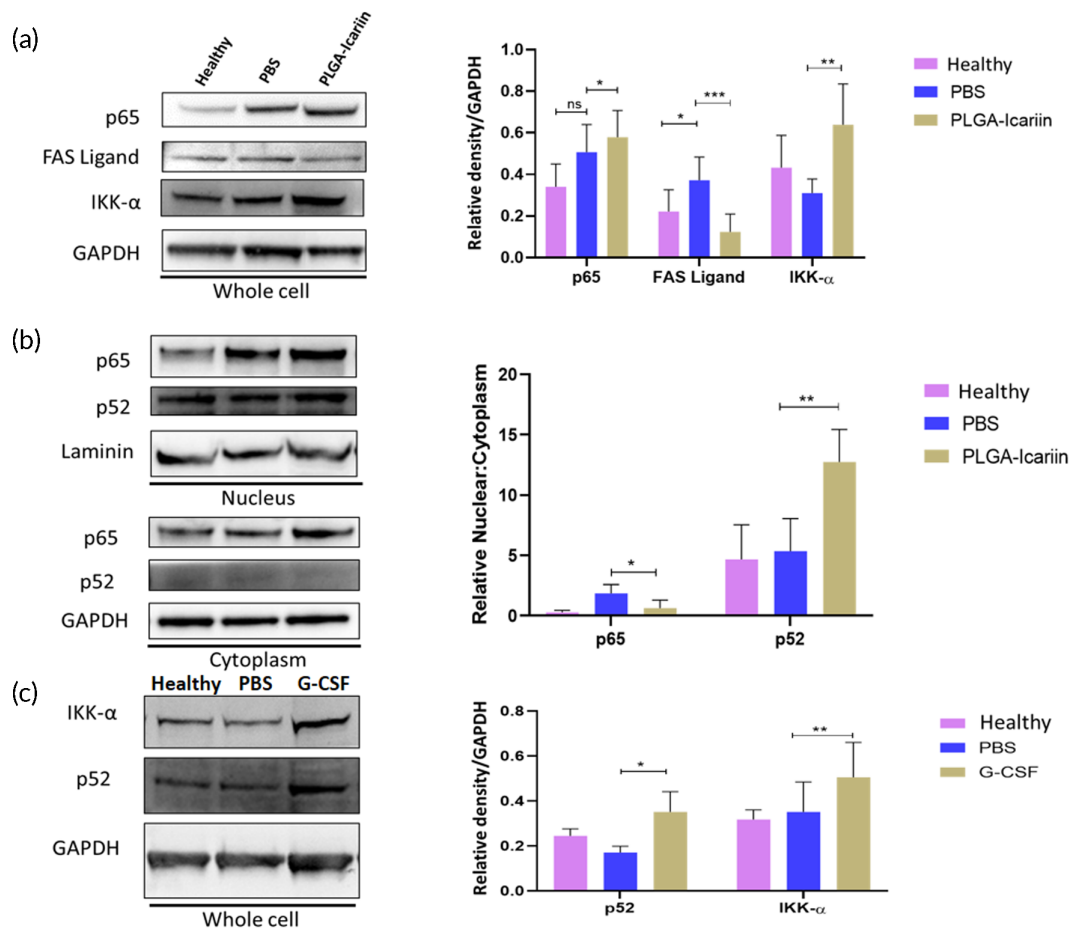 (a)
Healthy
PBS
PLGA-Icariin
p65
FAS Ligand
IKK-α
GAPDH
Whole cell
Relative density/GAPDH
1.0
0.8
0.6
0.4
0.2
0.0
ns
*
*
***
**
p65
FAS Ligand
IKK-α
Healthy
PBS
PLGA-Icariin
(b)
p65
p52
Laminin
Nucleus
p65
p52
GAPDH
Cytoplasm
Relative Nuclear:Cytoplasm
20
15
10
5
0
*
**
p65
p52
Healthy
PBS
PLGA-Icariin
(c)
Healthy PBS G-CSF
IKK-α
p52
GAPDH
Whole cell
Relative density/GAPDH
0.8
0.6
0.4
0.2
0.0
*
**
p52
IKK-α
Healthy
PBS
G-CSF